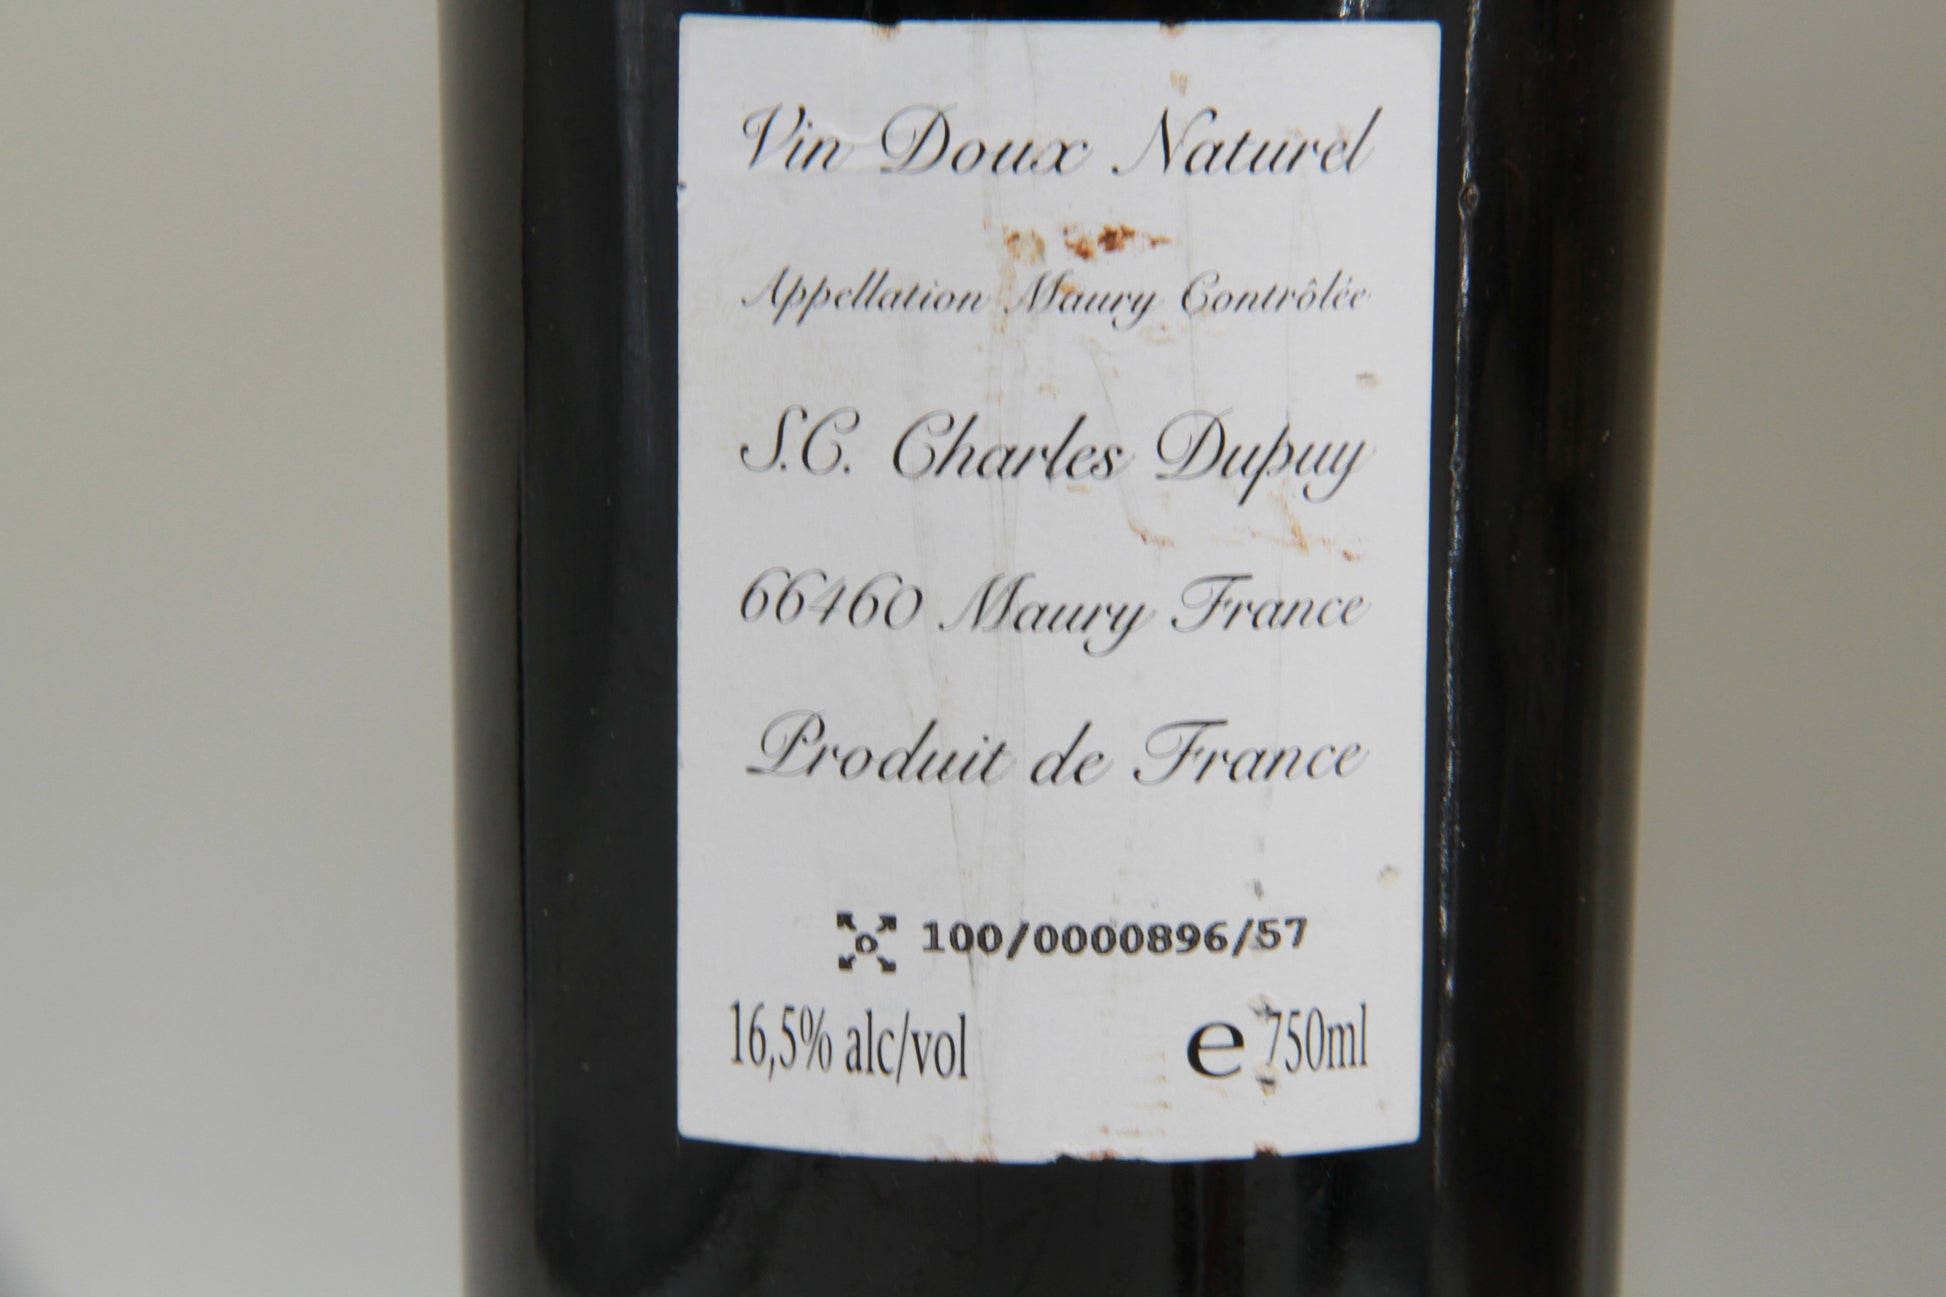 Vin Doux Naturel
Appellation Maury Contrôlée
S.C. Charles Dupuy
66460 Maury France
Produit de France
100/0000896/57
16,5% alc/vol e 750ml